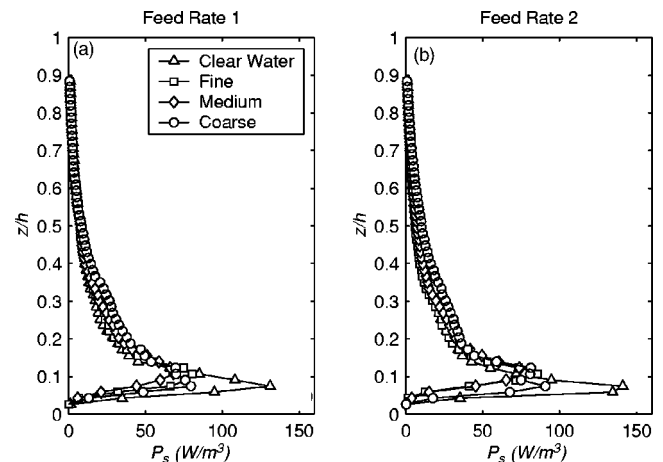 Feed Rate 1
Feed Rate 2
(a)
(b)
Clear Water
Fine
Medium
Coarse
1
0.9
0.8
0.7
0.6
0.5
0.4
0.3
0.2
0.1
0
z/h
0
50
100
150
P_s (W/m³)
1
0.9
0.8
0.7
0.6
0.5
0.4
0.3
0.2
0.1
0
z/h
0
50
100
150
P_s (W/m³)